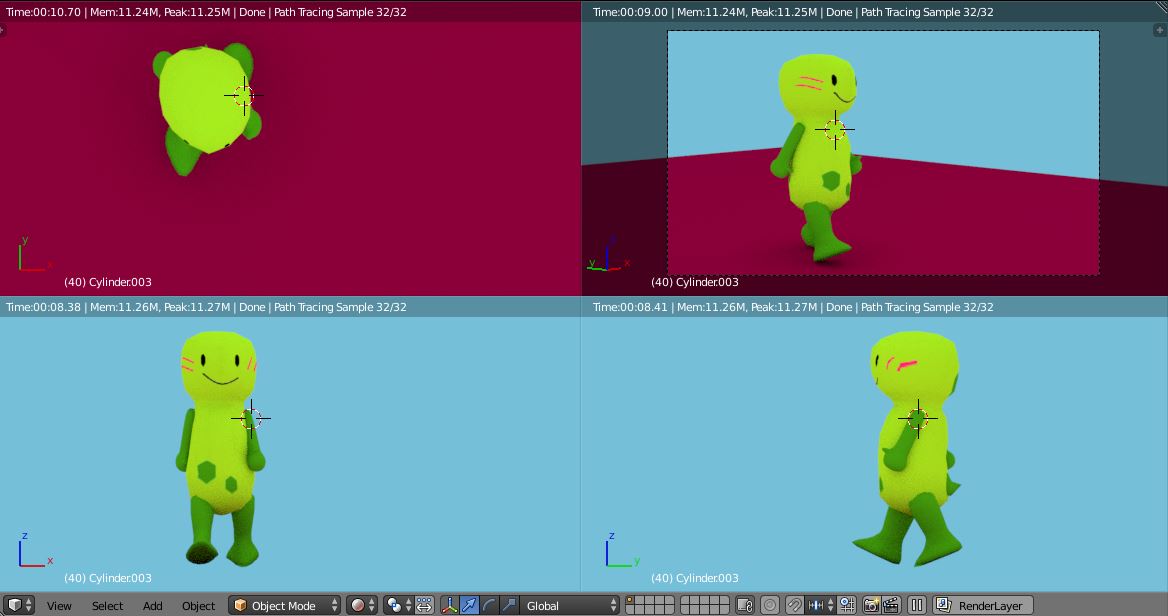 Time:00:10.70 | Mem:11.24M, Peak:11.25M | Done | Path Tracing Sample 32/32
Time:00:09.00 | Mem:11.24M, Peak:11.25M | Done | Path Tracing Sample 32/32
y
x
(40) Cylinder.003
z
y
x
(40) Cylinder.003
Time:00:08.38 | Mem:11.26M, Peak:11.27M | Done | Path Tracing Sample 32/32
Time:00:08.41 | Mem:11.26M, Peak:11.27M | Done | Path Tracing Sample 32/32
z
x
(40) Cylinder.003
z
y
(40) Cylinder.003
View Select Add Object Object Mode Global RenderLayer